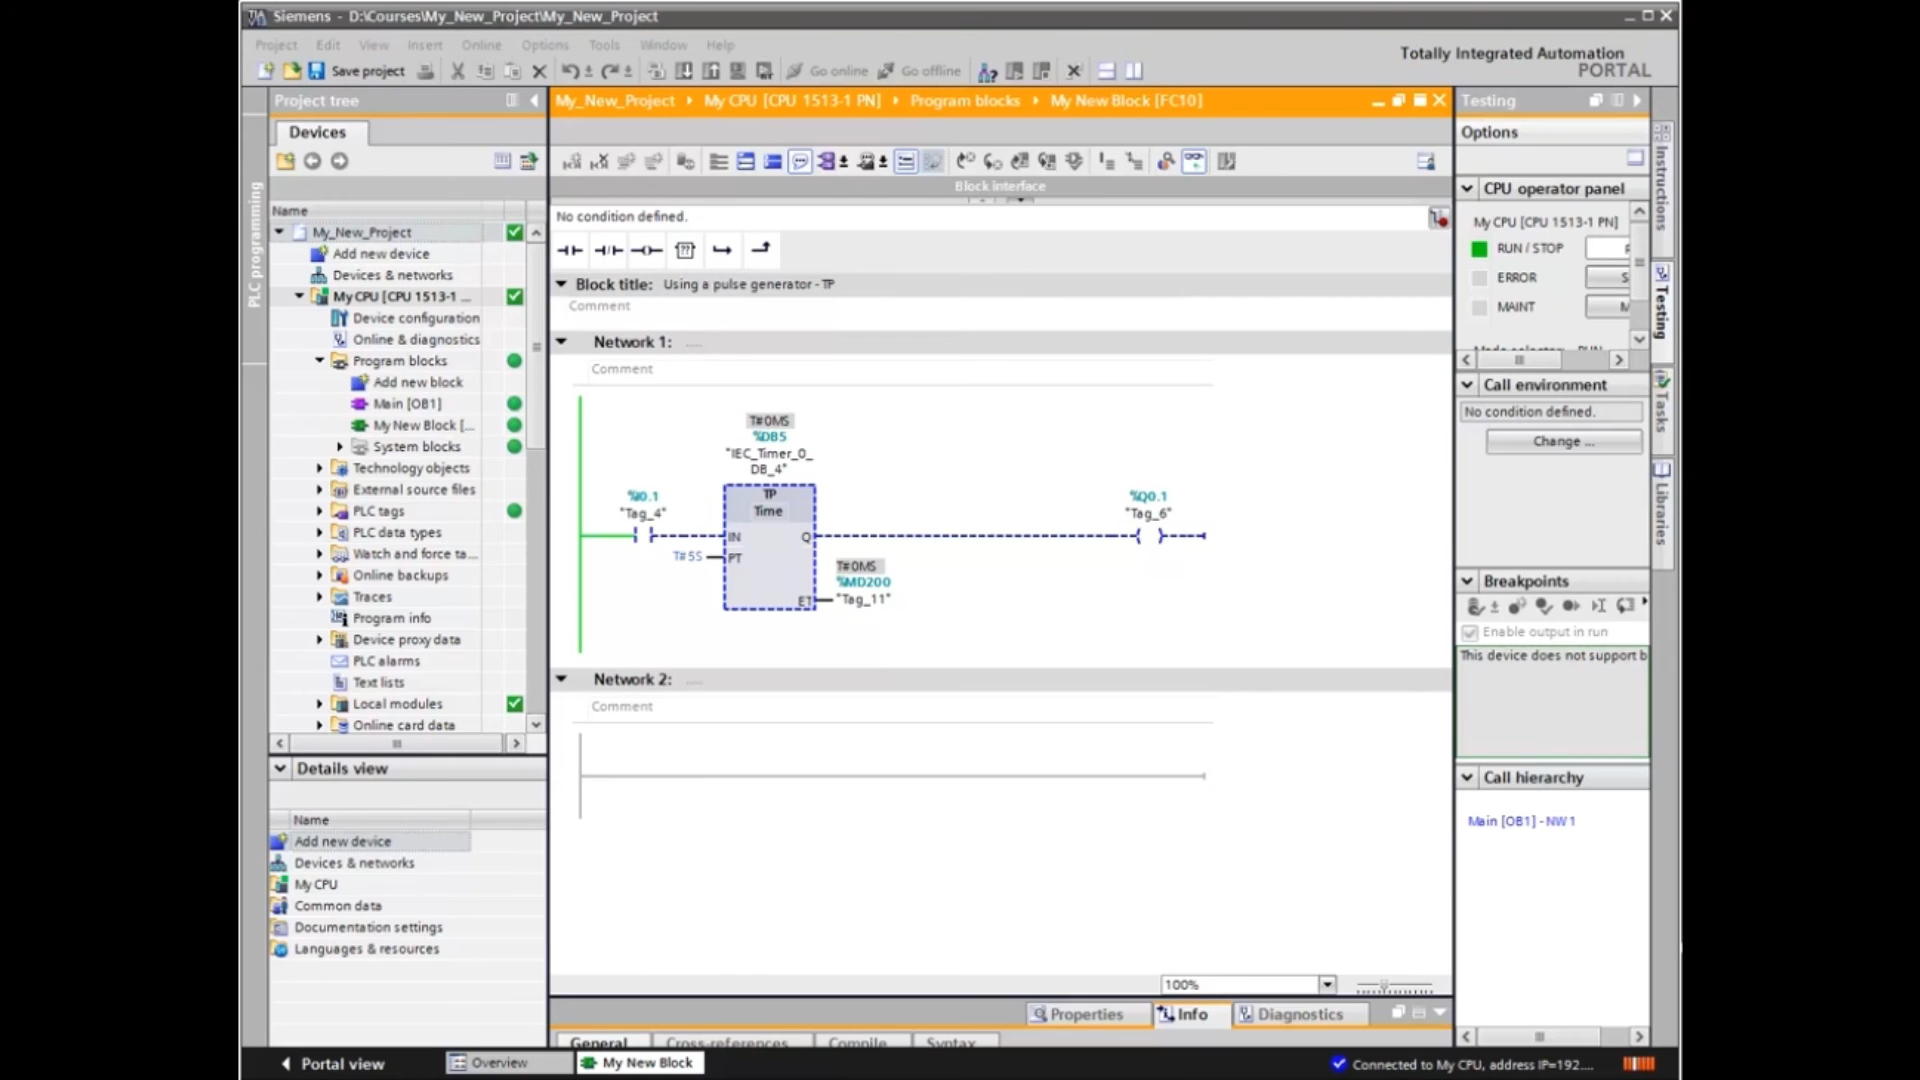 Siemens - D:\Courses\My_New_Project\My_New_Project
Project Edit View Insert Online Options Tools Window Help
Totally Integrated Automation
PORTAL
Save project
Go online
Go offline
Project tree
My_New_Project
My CPU [CPU 1513-1 PN]
Program blocks
My New Block [FC10]
Testing
Devices
Options
PLC programming
Name
My_New_Project
Add new device
Devices & networks
My CPU [CPU 1513-1 ...
Device configuration
Online & diagnostics
Program blocks
Add new block
Main [OB1]
My New Block [...
System blocks
Technology objects
External source files
PLC tags
PLC data types
Watch and force ta...
Online backups
Traces
Program info
Device proxy data
PLC alarms
Text lists
Local modules
Online card data
Details view
Name
Add new device
Devices & networks
My CPU
Common data
Documentation settings
Languages & resources
Block interface
No condition defined.
??
Block title: Using a pulse generator - TP
Comment
Network 1: .....
Comment
T#0MS
%DB5
"IEC_Timer_0_
DB_4"
TP
Time
%I0.1
"Tag_4"
IN
Q
T#5S
PT
ET
T#0MS
%MD200
"Tag_11"
%Q0.1
"Tag_6"
Network 2: .....
Comment
100%
Properties
Info
Diagnostics
General
Cross-references
Compile
Syntax
CPU operator panel
My CPU [CPU 1513-1 PN]
RUN / STOP
ERROR
S
MAINT
M
Call environment
No condition defined.
Change ...
Breakpoints
Enable output in run
This device does not support b
Call hierarchy
Main [OB1] - NW1
Instructions
Testing
Tasks
Libraries
Portal view
Overview
My New Block
Connected to My CPU, address IP=192....